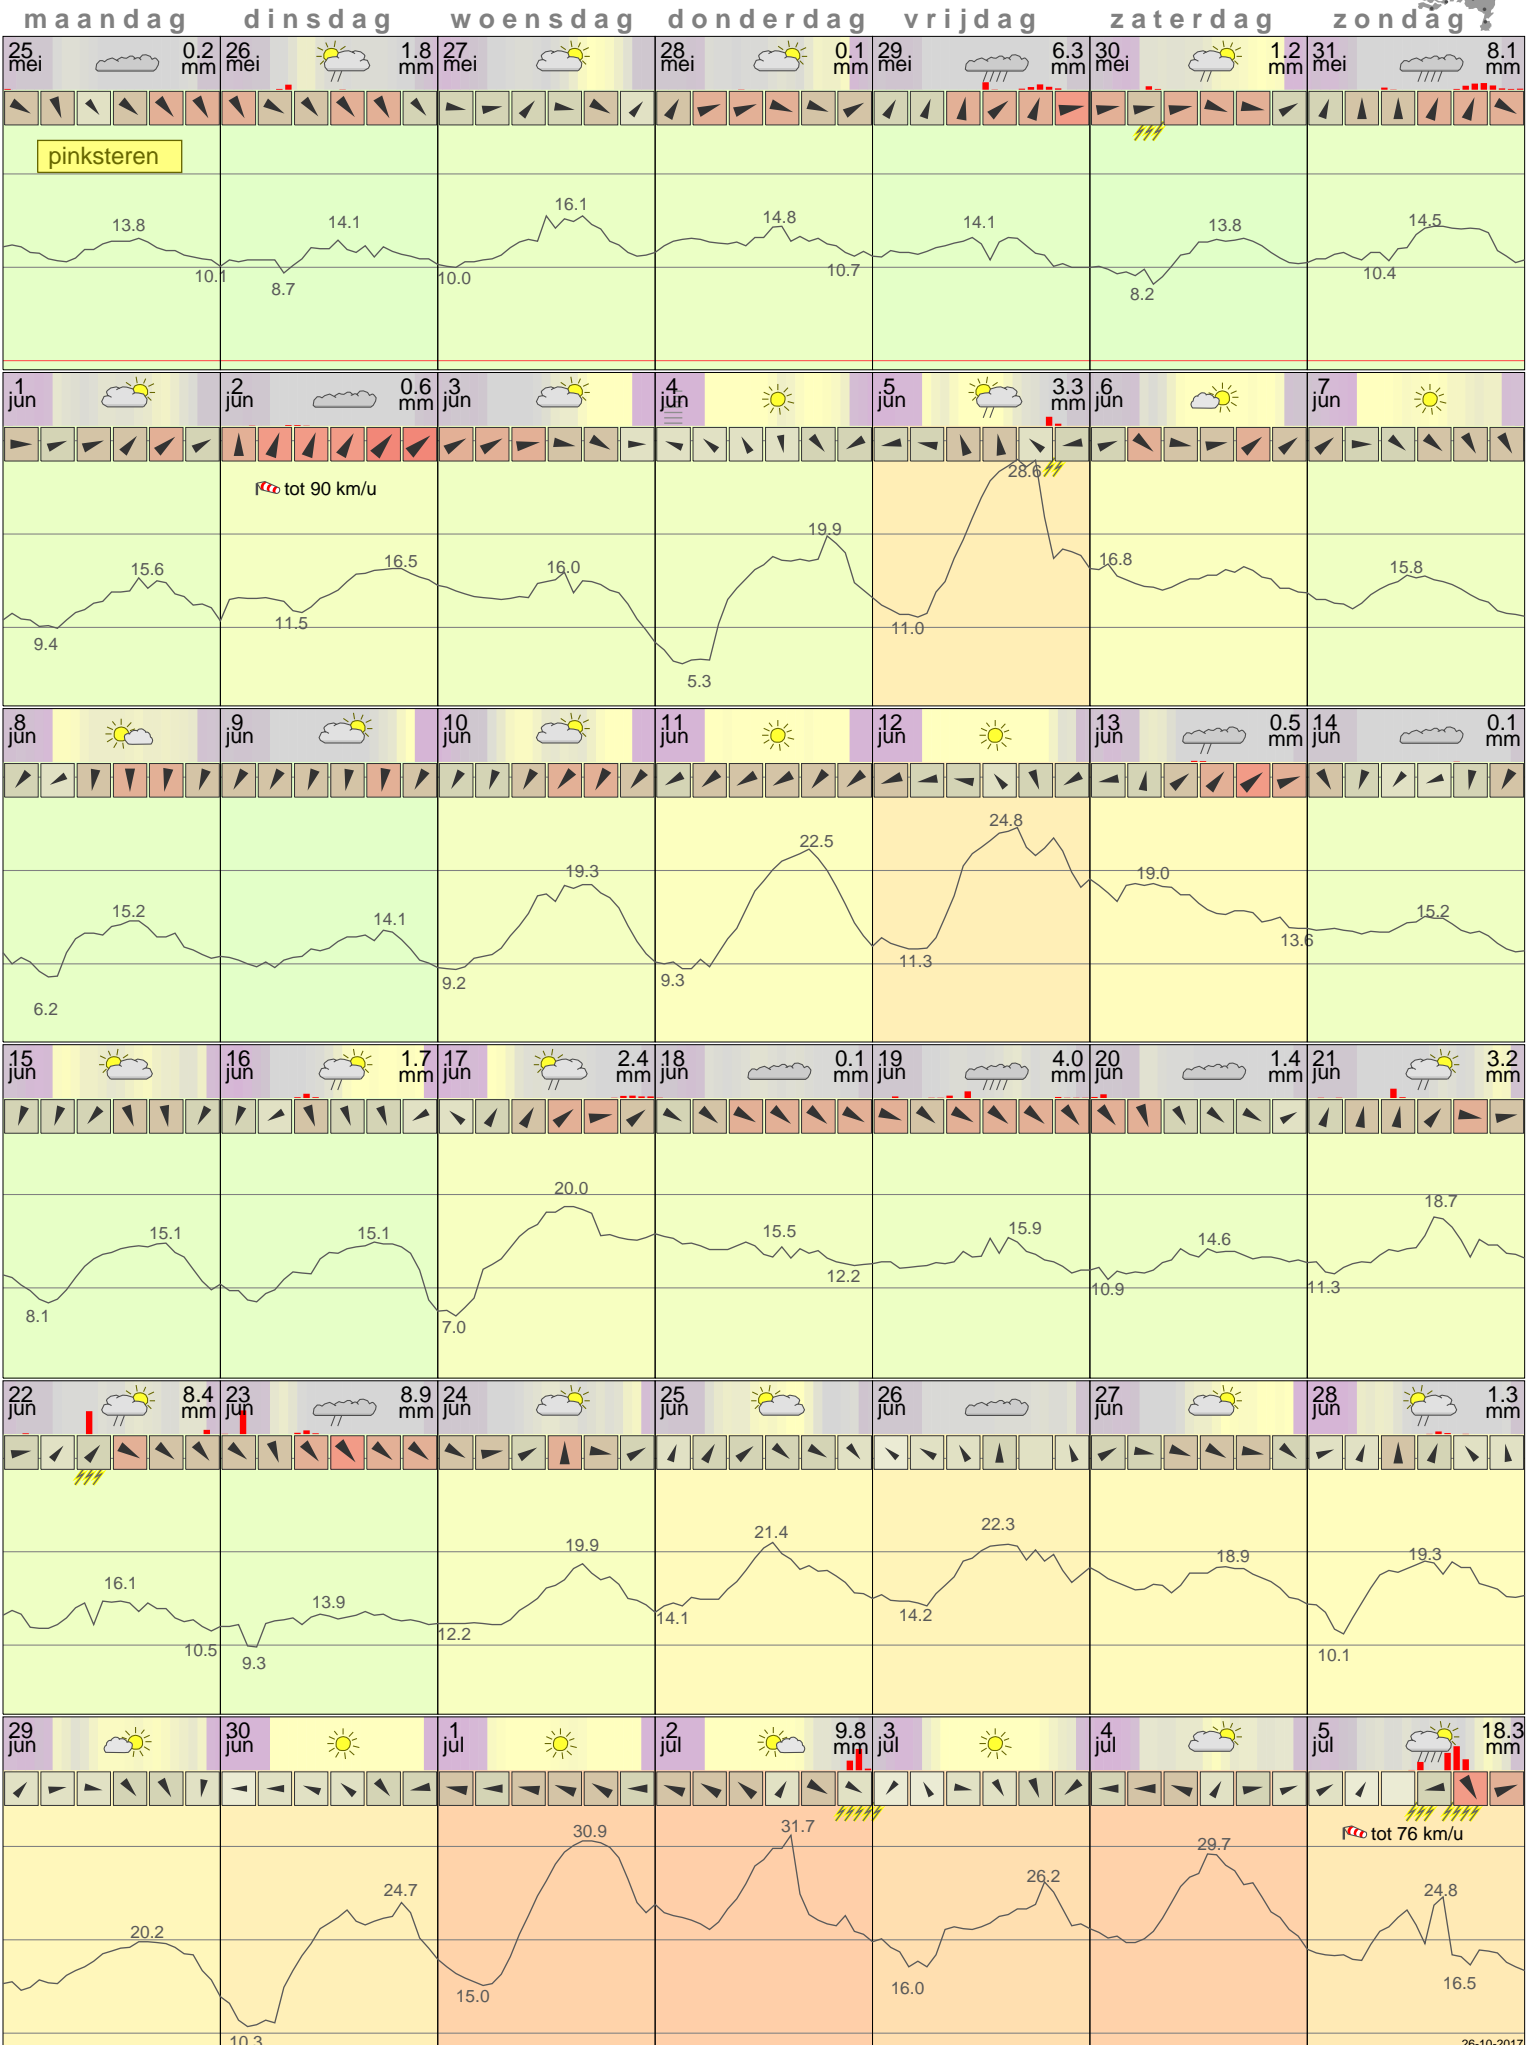 maandag dinsdag woensdag donderdag vrijdag zaterdag zondag
25 mei 0.2 mm 26 mei 1.8 mm 27 mei 28 mei 0.1 mm 29 mei 6.3 mm 30 mei 1.2 mm 31 mei 8.1 mm
pinksteren
13.8 14.1 16.1 14.8 14.1 13.8 14.5
10.1 8.7 10.0 10.7 8.2 10.4
1 jun 2 jun 0.6 mm 3 jun 4 jun 5 jun 3.3 mm 6 jun 7 jun
tot 90 km/u
15.6 16.5 16.0 19.9 28.6 16.8 15.8
9.4 11.5 5.3 11.0
8 jun 9 jun 10 jun 11 jun 12 jun 13 jun 0.5 mm 14 jun 0.1 mm
15.2 14.1 19.3 22.5 24.8 19.0 15.2
6.2 9.2 9.3 11.3 13.6
15 jun 16 jun 1.7 mm 17 jun 2.4 mm 18 jun 0.1 mm 19 jun 4.0 mm 20 jun 1.4 mm 21 jun 3.2 mm
15.1 15.1 20.0 15.5 15.9 14.6 18.7
8.1 7.0 12.2 10.9 11.3
22 jun 8.4 mm 23 jun 8.9 mm 24 jun 25 jun 26 jun 27 jun 28 jun 1.3 mm
16.1 13.9 19.9 21.4 22.3 18.9 19.3
10.5 9.3 12.2 14.1 14.2 10.1
29 jun 30 jun 1 jul 2 jul 9.8 mm 3 jul 4 jul 5 jul 18.3 mm
tot 76 km/u
20.2 24.7 30.9 31.7 26.2 29.7 24.8
10.3 15.0 16.0 16.5
26-10-2017